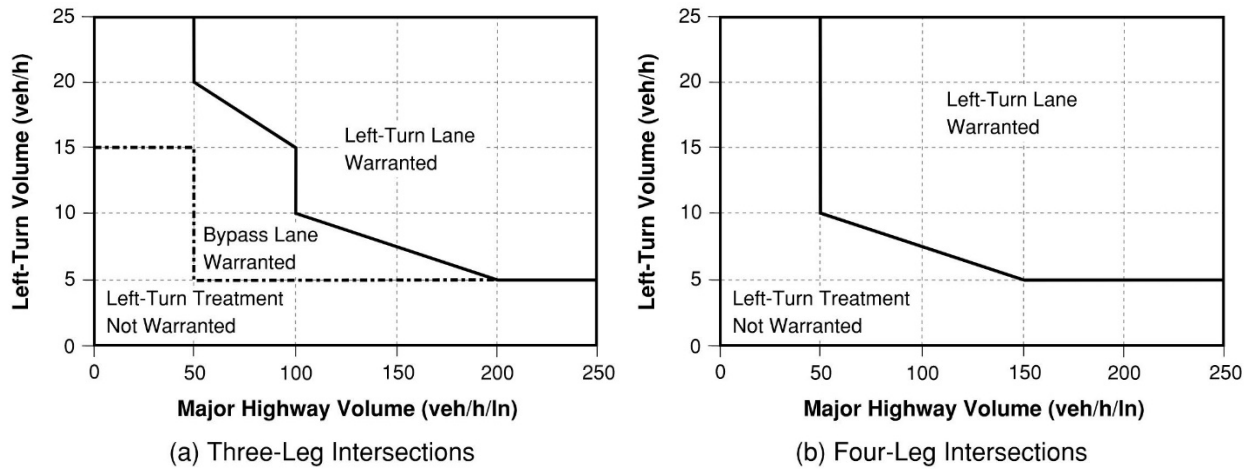 25
20
15
10
5
0
Left-Turn Volume (veh/h)
Left-Turn Lane
Warranted
Bypass Lane
Warranted
Left-Turn Treatment
Not Warranted
0 50 100 150 200 250
Major Highway Volume (veh/h/ln)
(a) Three-Leg Intersections
25
20
15
10
5
0
Left-Turn Volume (veh/h)
Left-Turn Lane
Warranted
Left-Turn Treatment
Not Warranted
0 50 100 150 200 250
Major Highway Volume (veh/h/ln)
(b) Four-Leg Intersections